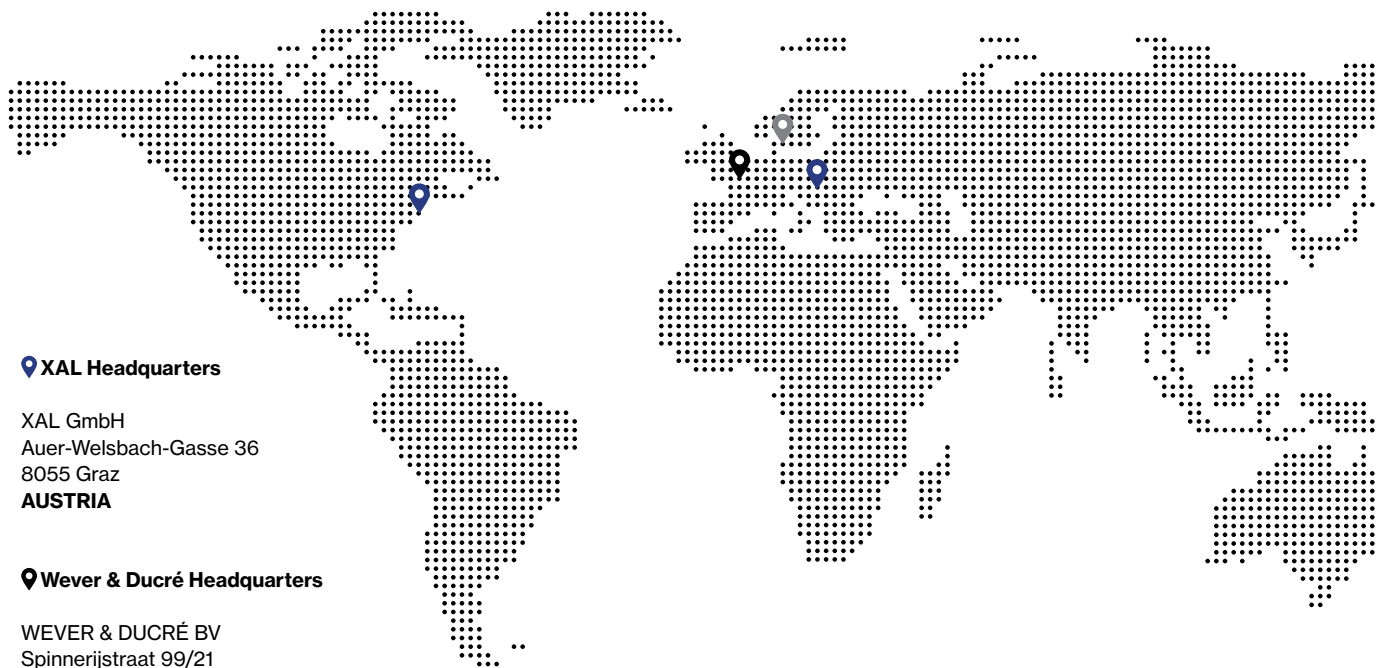 XAL Headquarters
XAL GmbH
Auer-Welsbach-Gasse 36
8055 Graz
AUSTRIA
Wever & Ducré Headquarters
WEVER & DUCRÉ BV
Spinnerijstraat 99/21